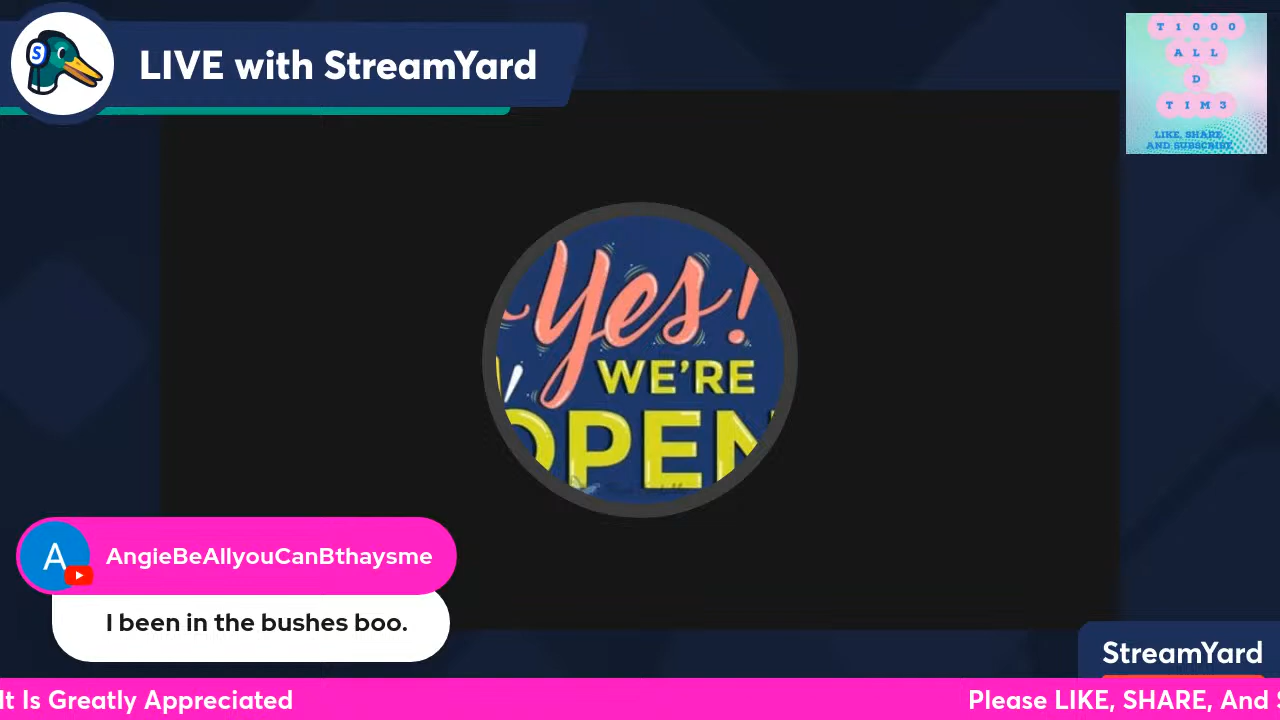 S
LIVE with StreamYard
T 1 0 0 0
A L L
D
T I M 3
LIKE, SHARE,
AND SUBSCRIBE
Yes!
WE'RE
OPEN
A
AngieBeAllyouCanBthaysme
I been in the bushes boo.
StreamYard
It Is Greatly Appreciated
Please LIKE, SHARE, And S